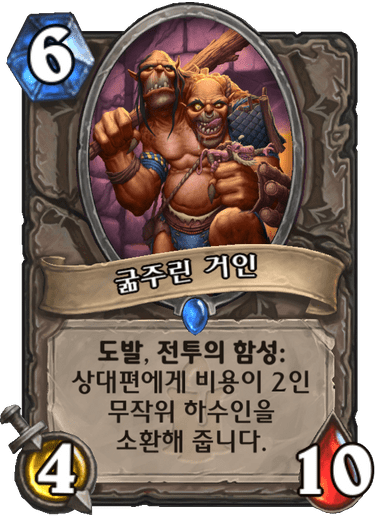 6
굶주린 거인
도발, 전투의 함성:
상대편에게 비용이 2인
무작위 하수인을
소환해 줍니다.
4
10